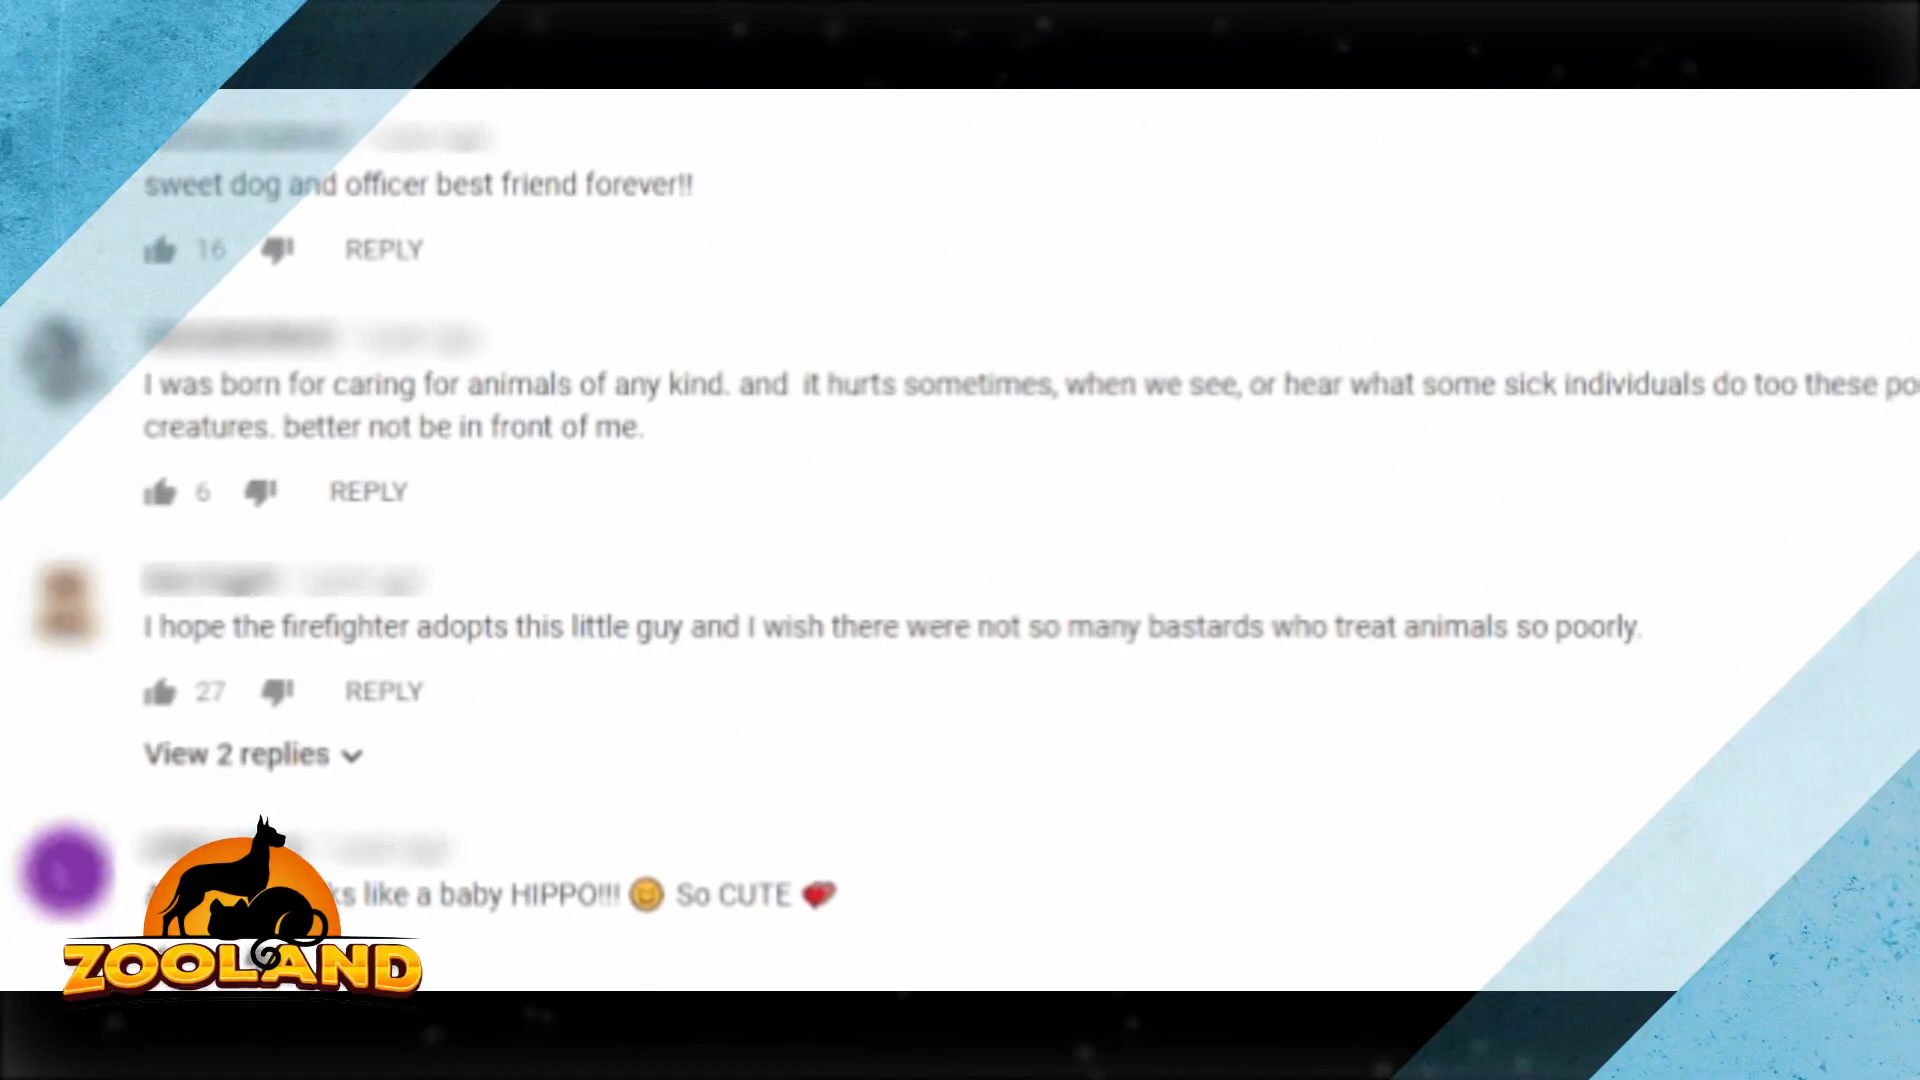 sweet dog and officer best friend forever!!
16 REPLY
I was born for caring for animals of any kind. and it hurts sometimes, when we see, or hear what some sick individuals do too these
creatures. better not be in front of me.
6 REPLY
I hope the firefighter adopts this little guy and I wish there were not so many bastards who treat animals so poorly.
27 REPLY
View 2 replies
like a baby HIPPO!!! 😊 So CUTE 💕
ZOOLAND